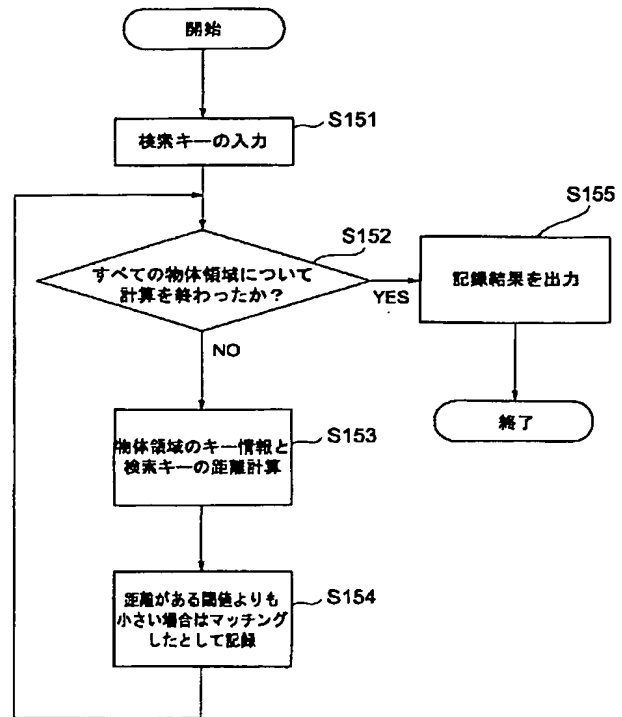 開始
S151
検索キーの入力
S152
すべての物体領域について
計算を終わったか？
YES
S155
記録結果を出力
終了
NO
S153
物体領域のキー情報と
検索キーの距離計算
S154
距離がある閾値よりも
小さい場合はマッチング
したとして記録